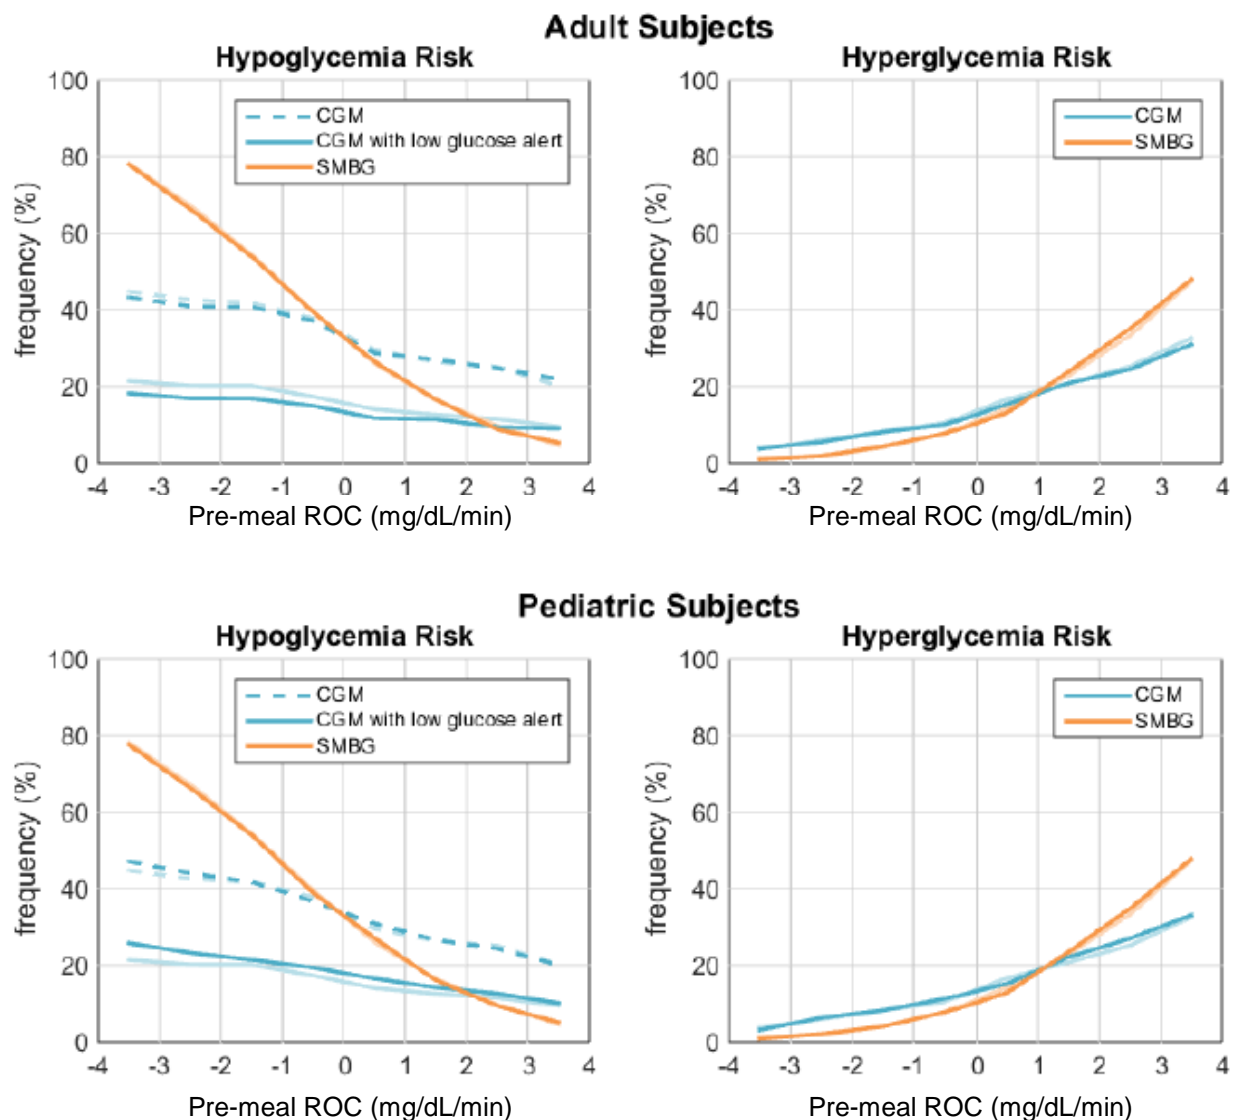 Adult Subjects
Hypoglycemia Risk
Hyperglycemia Risk
100
80
60
40
20
0
frequency (%)
CGM
CGM with low glucose alert
SMBG
-4 -3 -2 -1 0 1 2 3 4
Pre-meal ROC (mg/dL/min)
100
80
60
40
20
0
frequency (%)
CGM
SMBG
-4 -3 -2 -1 0 1 2 3 4
Pre-meal ROC (mg/dL/min)
Pediatric Subjects
Hypoglycemia Risk
Hyperglycemia Risk
100
80
60
40
20
0
frequency (%)
CGM
CGM with low glucose alert
SMBG
-4 -3 -2 -1 0 1 2 3 4
Pre-meal ROC (mg/dL/min)
100
80
60
40
20
0
frequency (%)
CGM
SMBG
-4 -3 -2 -1 0 1 2 3 4
Pre-meal ROC (mg/dL/min)